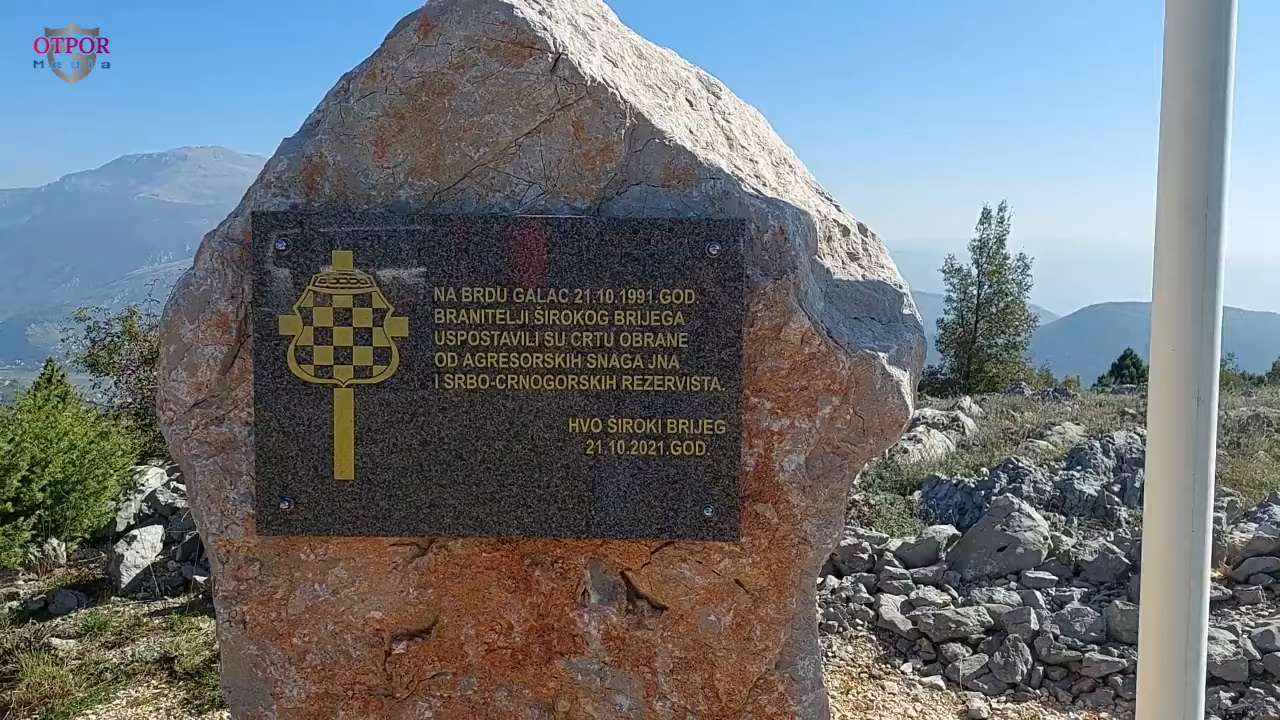 OTPOR
Media
NA BRDU GALAC 21.10.1991.GOD.
BRANITELJI ŠIROKOG BRIJEGA
USPOSTAVILI SU CRTU OBRANE
OD AGRESORSKIH SNAGA JNA
I SRBO-CRNOGORSKIH REZERVISTA.
HVO ŠIROKI BRIJEG
21.10.2021.GOD.